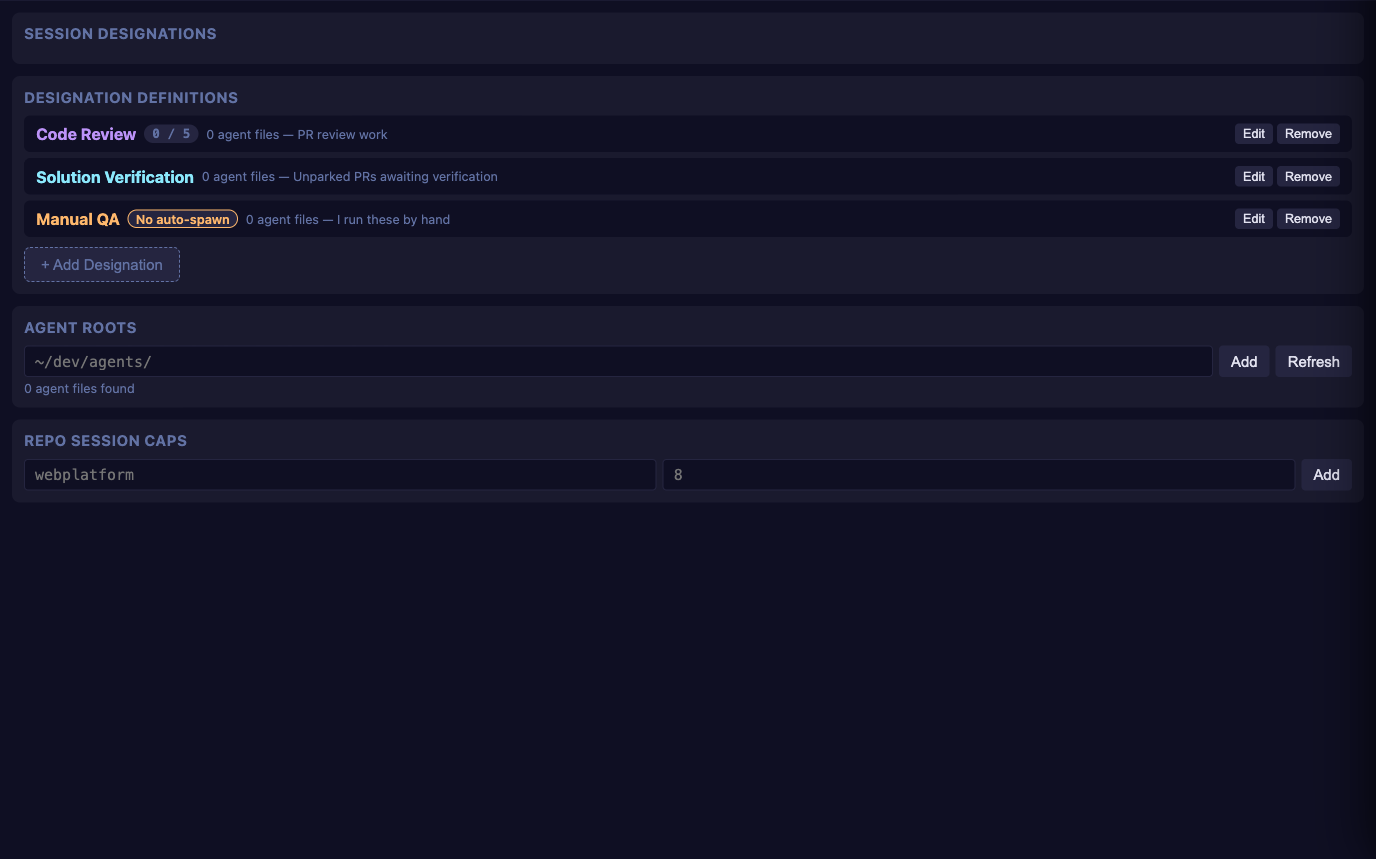 SESSION DESIGNATIONS
DESIGNATION DEFINITIONS
Code Review 0 / 5 0 agent files — PR review work Edit Remove
Solution Verification 0 agent files — Unparked PRs awaiting verification Edit Remove
Manual QA No auto-spawn 0 agent files — I run these by hand Edit Remove
+ Add Designation
AGENT ROOTS
~/dev/agents/ Add Refresh
0 agent files found
REPO SESSION CAPS
webplatform 8 Add